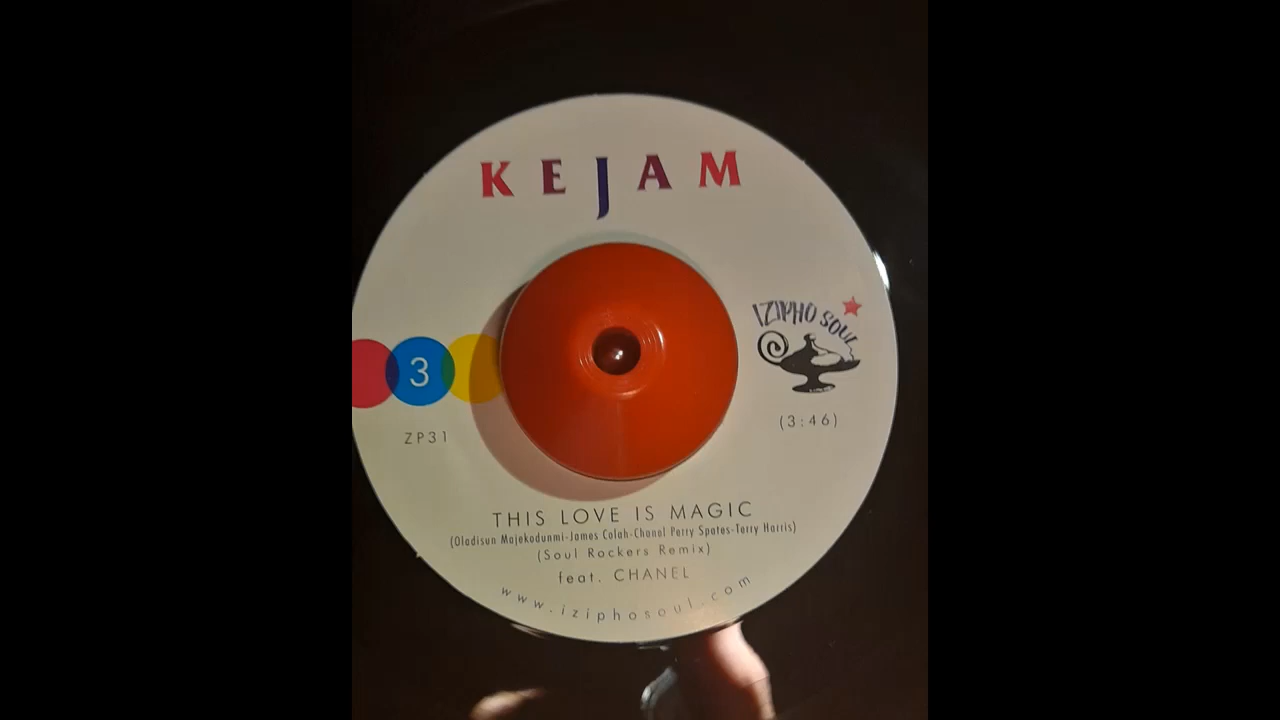 KEJAM
IZIPHO SOUL
3
ZP31
(3:46)
THIS LOVE IS MAGIC
(Oladisun Majekodunmi-James Colah-Chanel Perry Spates-Terry Harris)
(Soul Rockers Remix)
feat. CHANEL
www.iziphosoul.com